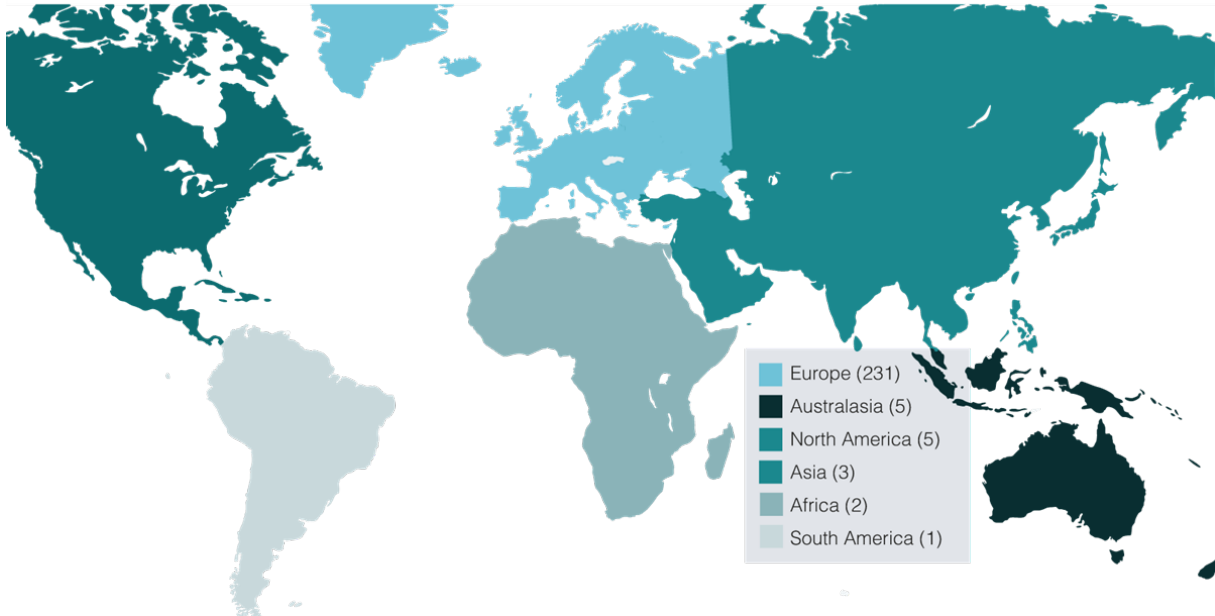 Europe (231)
Australasia (5)
North America (5)
Asia (3)
Africa (2)
South America (1)